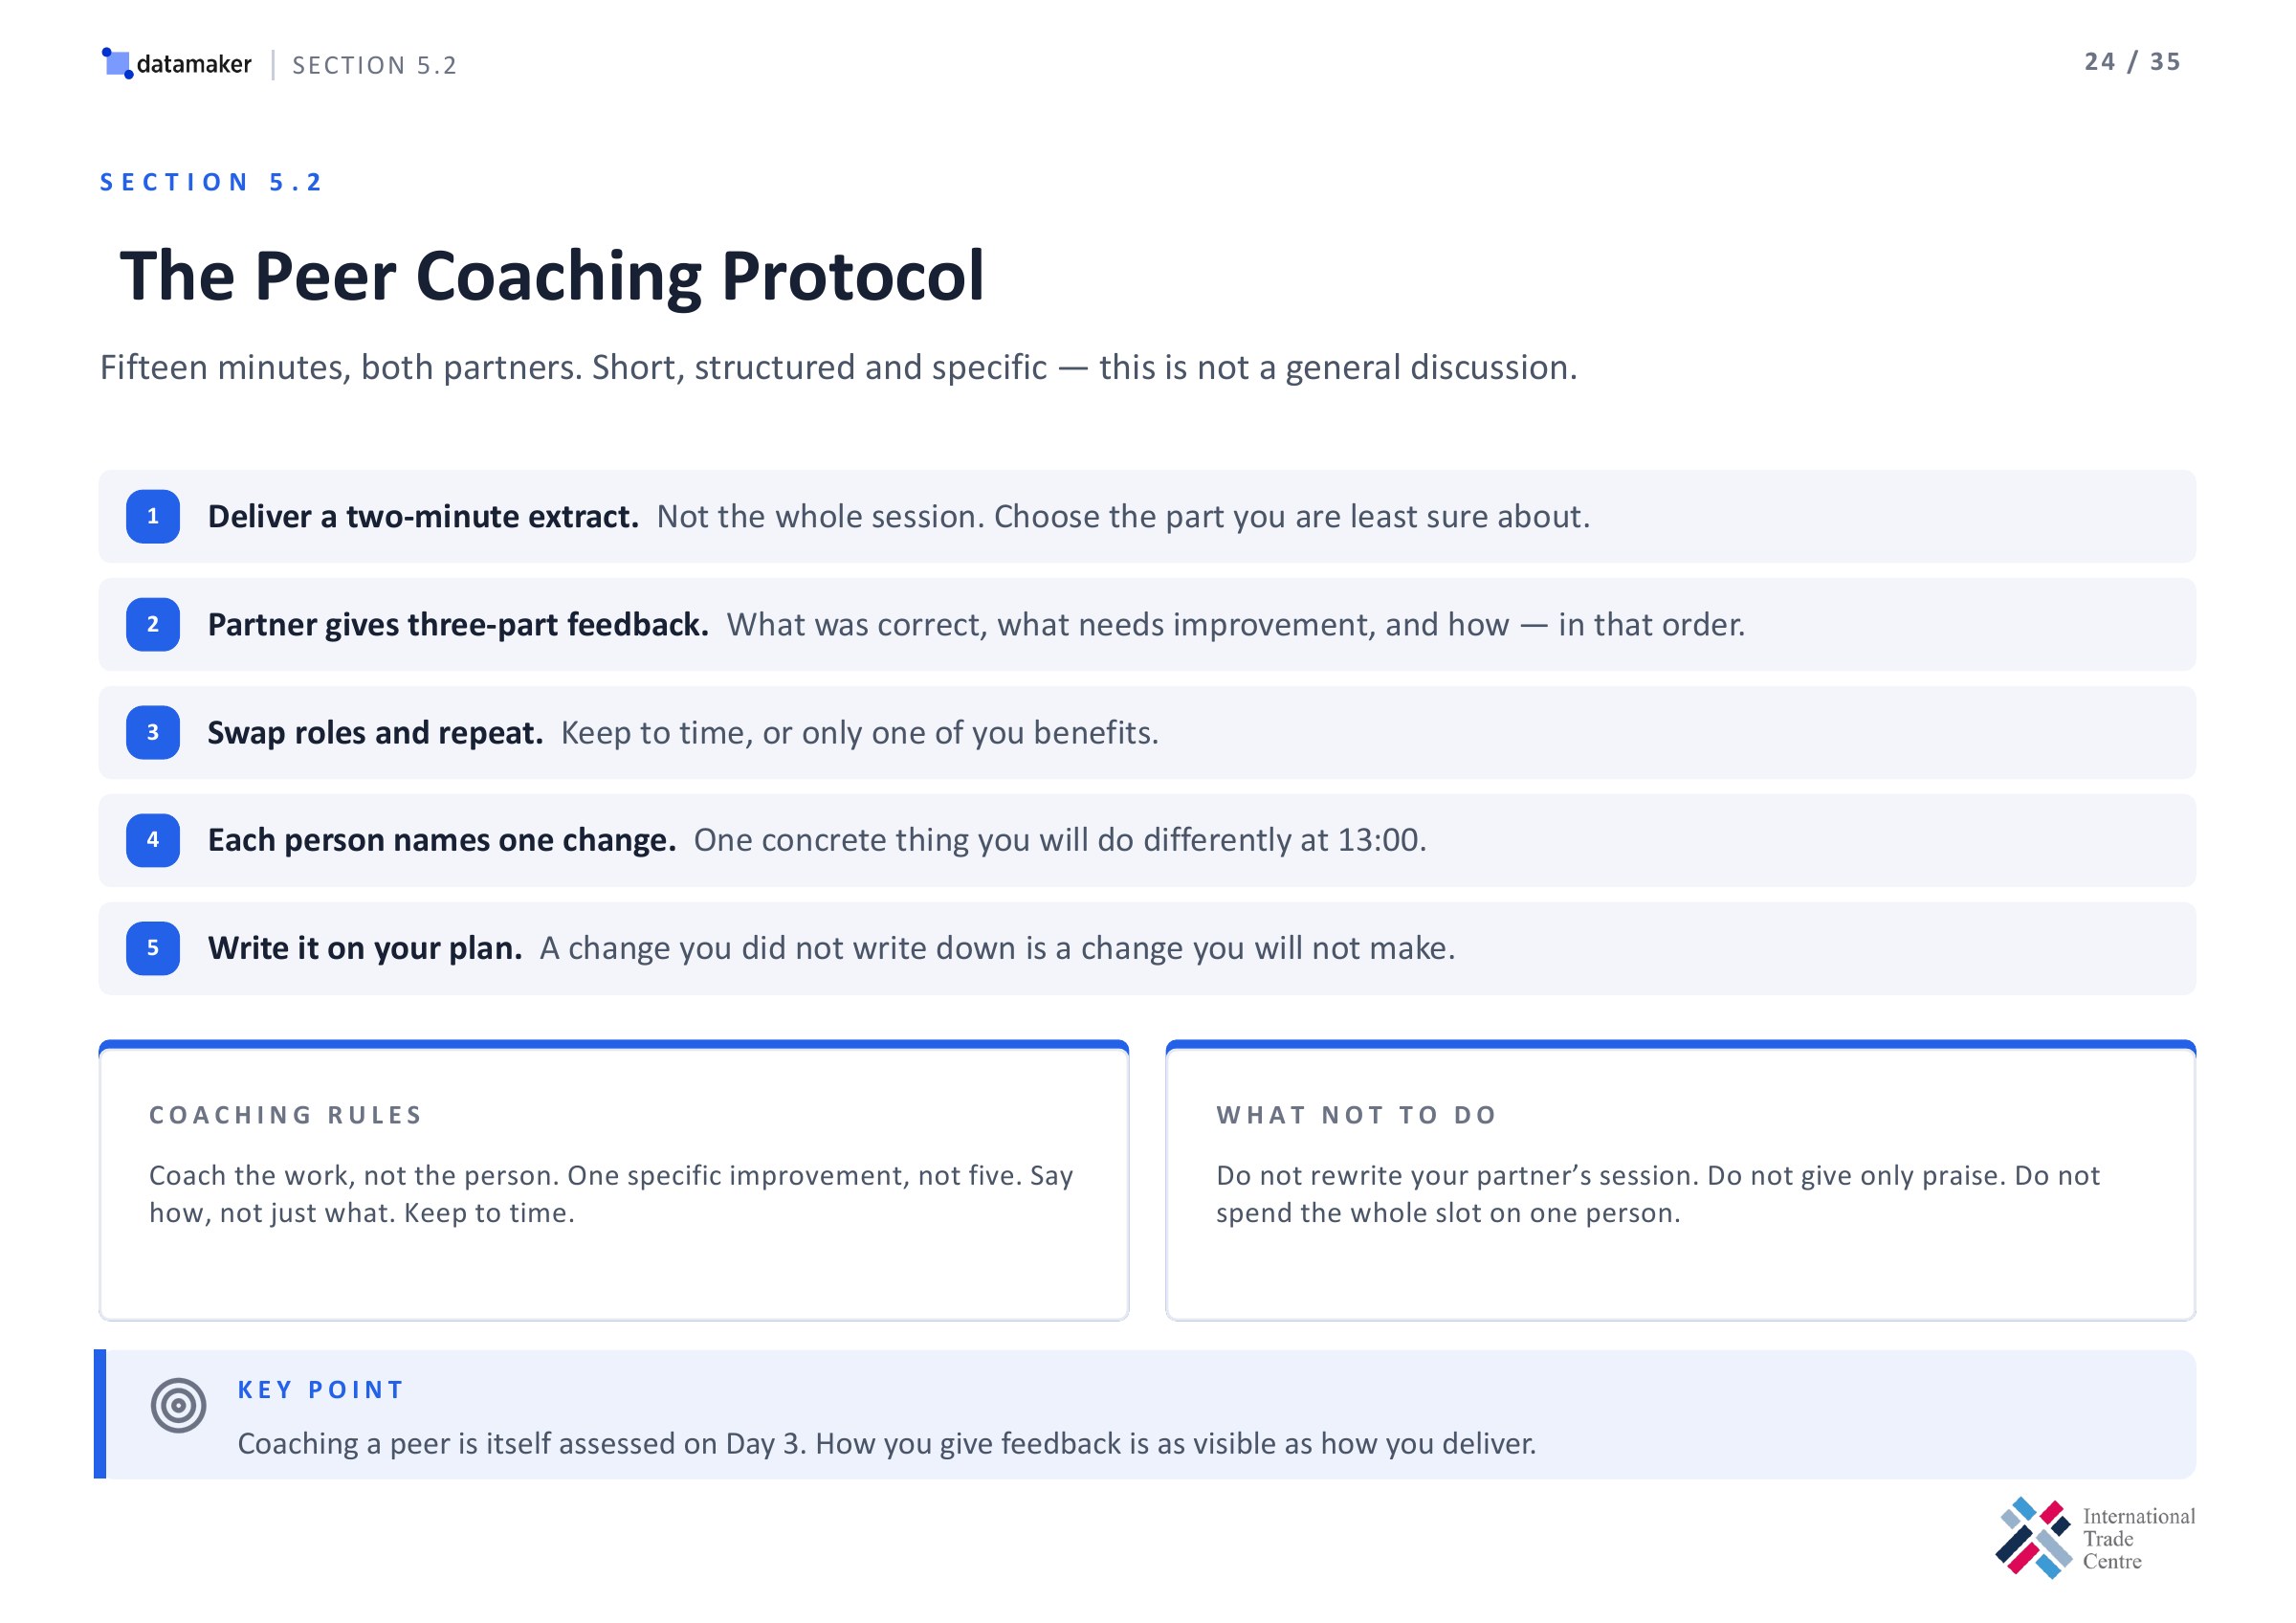 datamaker
SECTION 5.2
24 / 35
SECTION 5.2
The Peer Coaching Protocol
Fifteen minutes, both partners. Short, structured and specific — this is not a general discussion.
1 Deliver a two-minute extract. Not the whole session. Choose the part you are least sure about.
2 Partner gives three-part feedback. What was correct, what needs improvement, and how — in that order.
3 Swap roles and repeat. Keep to time, or only one of you benefits.
4 Each person names one change. One concrete thing you will do differently at 13:00.
5 Write it on your plan. A change you did not write down is a change you will not make.
COACHING RULES
Coach the work, not the person. One specific improvement, not five. Say
how, not just what. Keep to time.
WHAT NOT TO DO
Do not rewrite your partner’s session. Do not give only praise. Do not
spend the whole slot on one person.
KEY POINT
Coaching a peer is itself assessed on Day 3. How you give feedback is as visible as how you deliver.
International
Trade
Centre